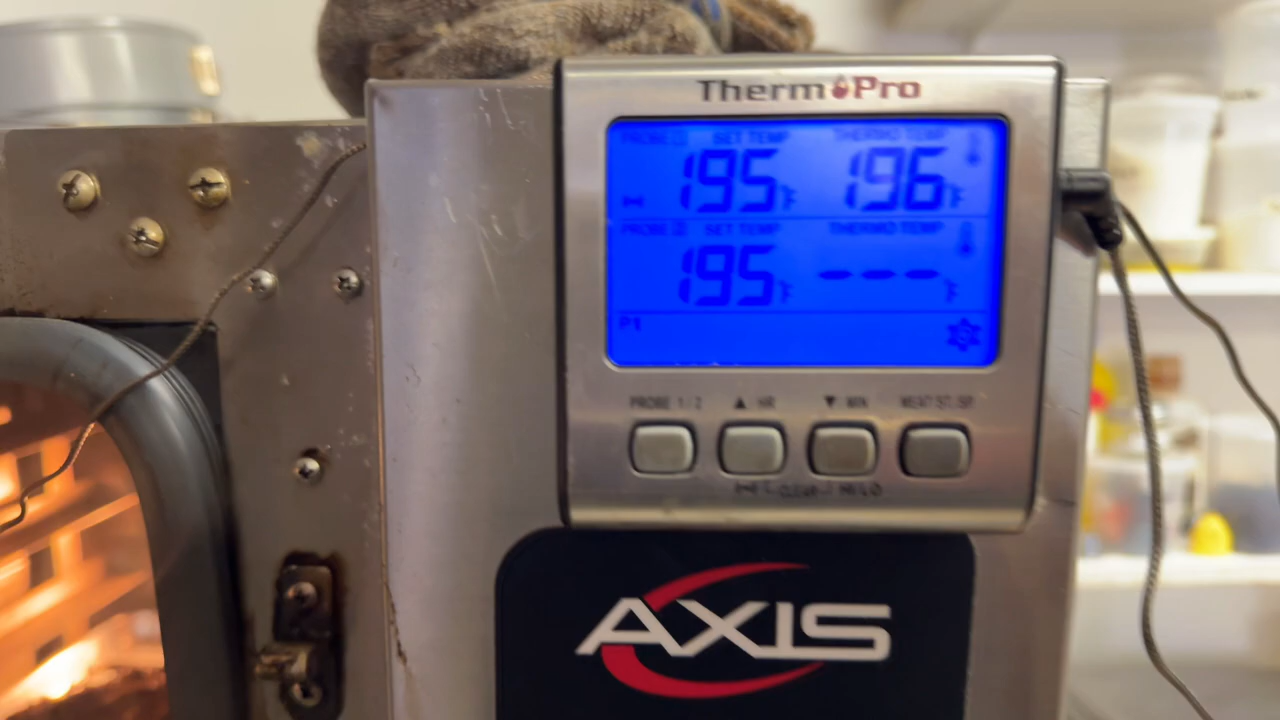 ThermoPro
PROBE 1 SET TEMP THERMO TEMP
195°F 196°F
PROBE 2 SET TEMP THERMO TEMP
195°F ---°F
P1
PROBE 1/2 ▲ HR ▼ MIN MEAT ST./SP.
AXIS